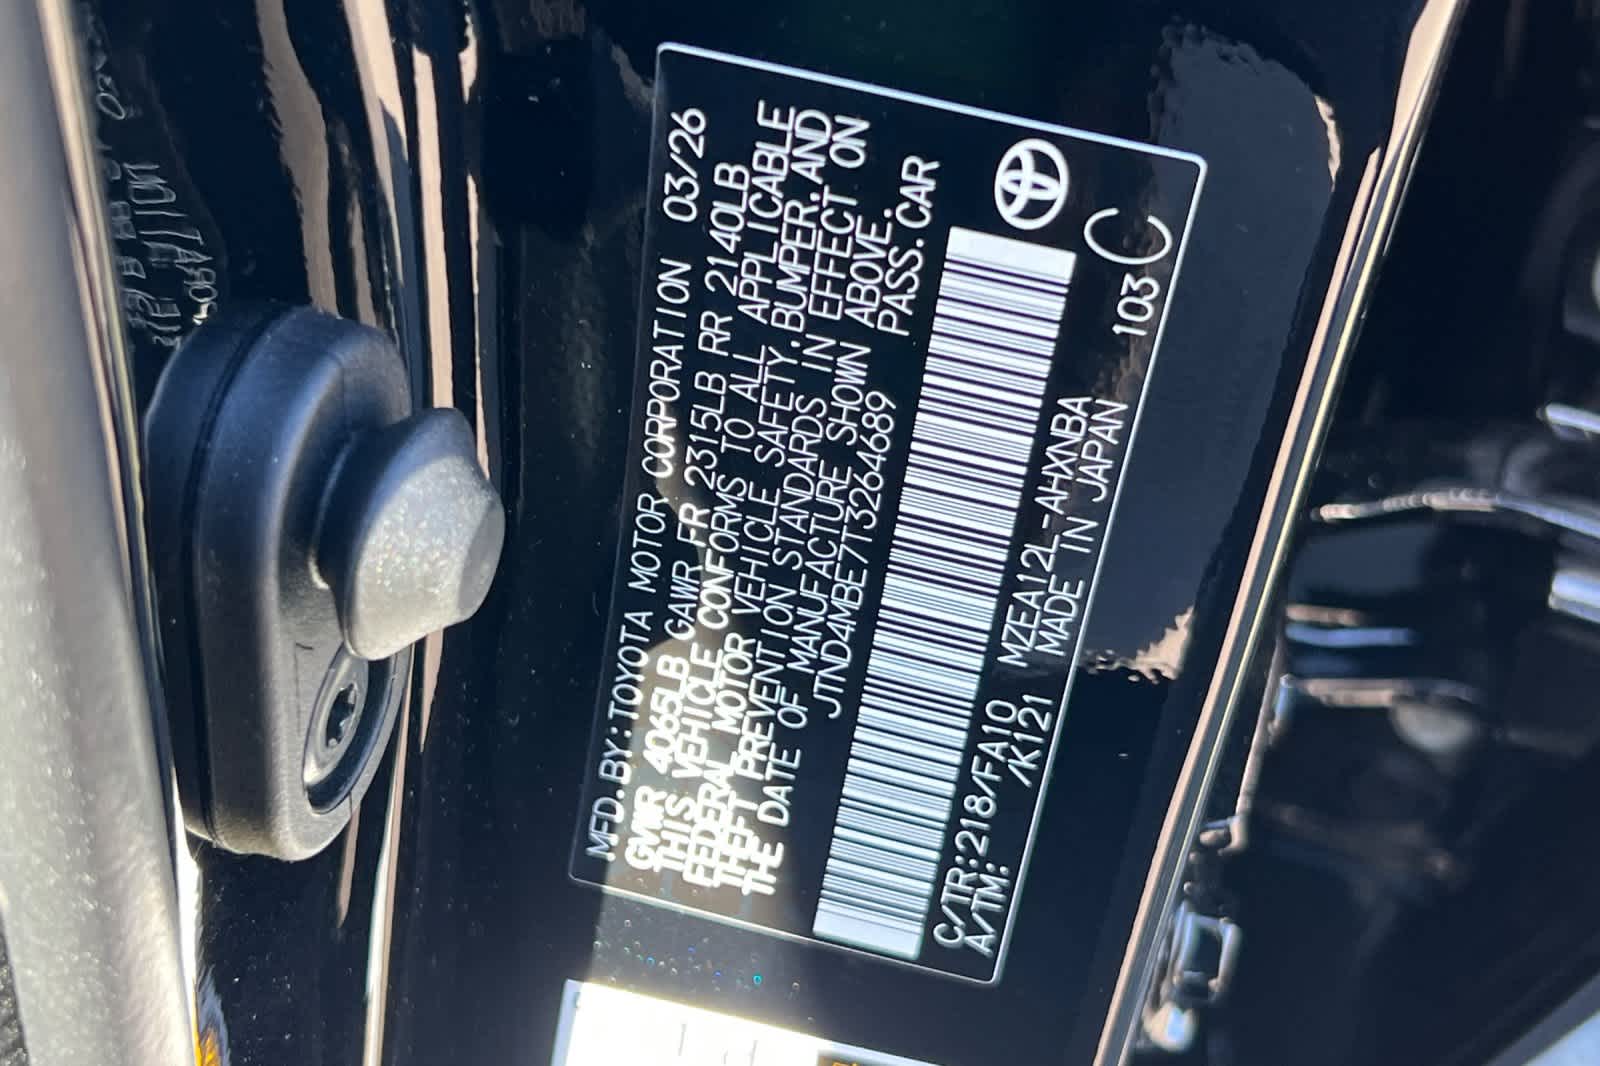 MFD.BY:TOYOTA MOTOR CORPORATION 03/26
GVWR 4065LB GAWR FR 2315LB RR 2140LB
THIS VEHICLE CONFORMS TO ALL APPLICABLE
FEDERAL MOTOR VEHICLE SAFETY,BUMPER,AND
THEFT PREVENTION STANDARDS IN EFFECT ON
THE DATE OF MANUFACTURE SHOWN ABOVE.
JTND4MBE7T3264689 PASS.CAR
C/TR:218/FA10 MZEA12L-AHXNBA
A/TM: /K121 MADE IN JAPAN 103 C